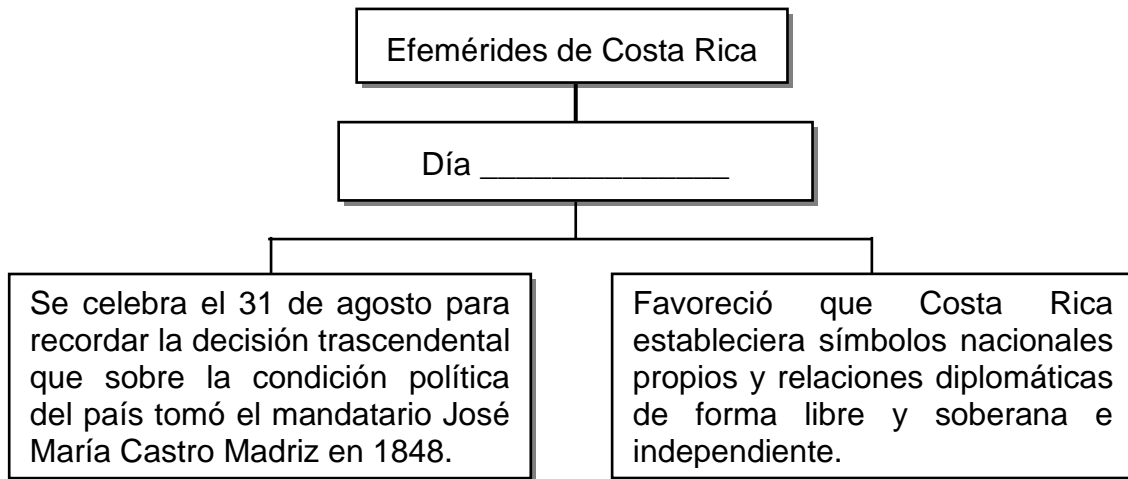 Efemérides de Costa Rica
Día ______________
Se celebra el 31 de agosto para
recordar la decisión trascendental
que sobre la condición política
del país tomó el mandatario José
María Castro Madriz en 1848.
Favoreció que Costa Rica
estableciera símbolos nacionales
propios y relaciones diplomáticas
de forma libre y soberana e
independiente.